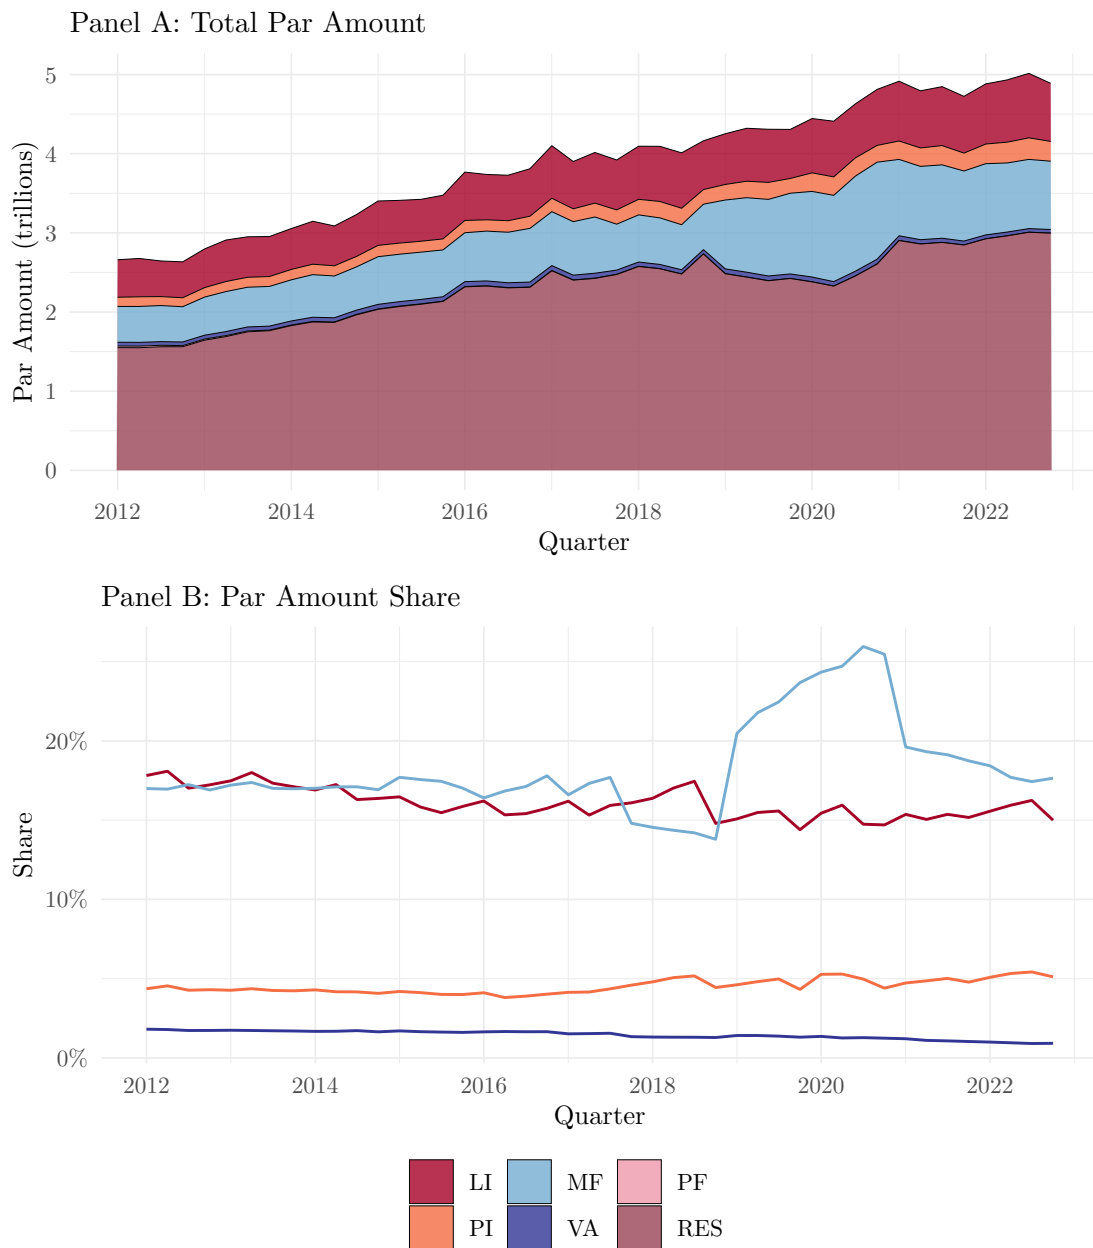 Panel A: Total Par Amount
Par Amount (trillions)
5
4
3
2
1
0
2012 2014 2016 2018 2020 2022
Quarter
Panel B: Par Amount Share
Share
20%
10%
0%
2012 2014 2016 2018 2020 2022
Quarter
LI MF PF
PI VA RES